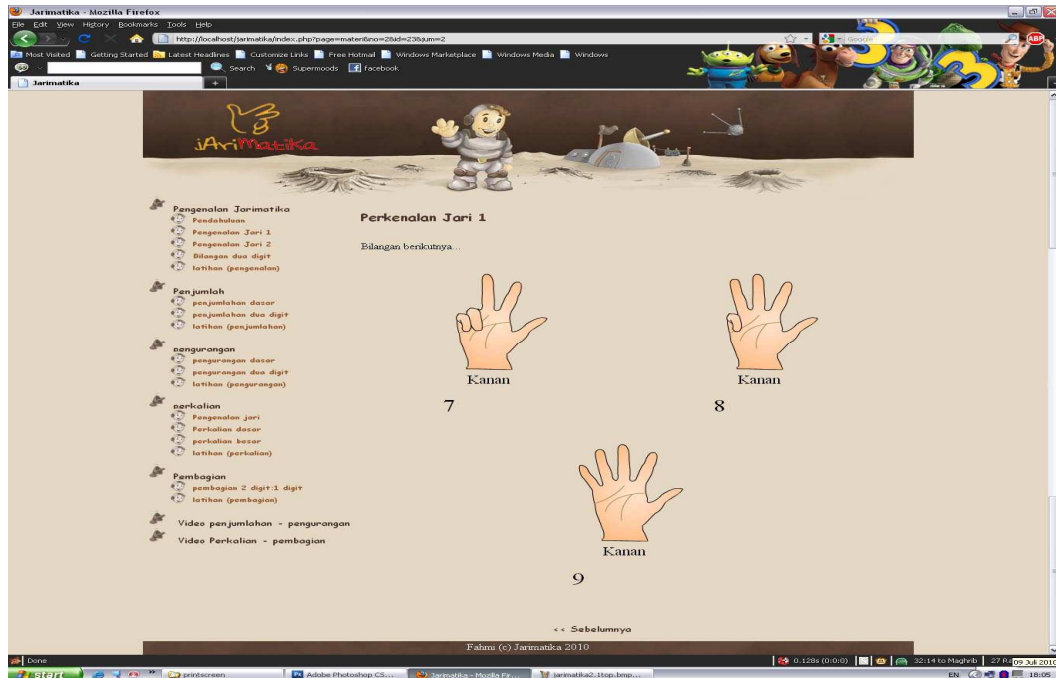 Jarimatika - Mozilla Firefox
File Edit View History Bookmarks Tools Help
http://localhost/jarimatika/index.php?page=materi&no=2&id=23&jum=2
Google
ABP
Most Visited Getting Started Latest Headlines Customize Links Free Hotmail Windows Marketplace Windows Media Windows
Search Supermoods facebook
Jarimatika
jAriMatika
Pengenalan Jarimatika
Pendahuluan
Pengenalan Jari 1
Pengenalan Jari 2
Bilangan dua digit
latihan (pengenalan)
Penjumlah
penjumlahan dasar
penjumlahan dua digit
latihan (penjumlahan)
pengurangan
pengurangan dasar
pengurangan dua digit
latihan (pengurangan)
perkalian
Pengenalan jari
Perkalian dasar
perkalian besar
latihan (perkalian)
Pembagian
pembagian 2 digit:1 digit
latihan (pembagian)
Video penjumlahan - pengurangan
Video Perkalian - pembagian
Perkenalan Jari 1
Bilangan berikutnya...
Kanan Kanan
7 8
Kanan
9
<< Sebelumnya
Fahmi (c) Jarimatika 2010
Done 0.128s (0:0:0) 32:14 to Maghrib 27 09 Juli 2010
start printscreen Adobe Photoshop CS... Jarimatika - Mozilla Fir... jarimatika2.1top.bmp... EN 18:05